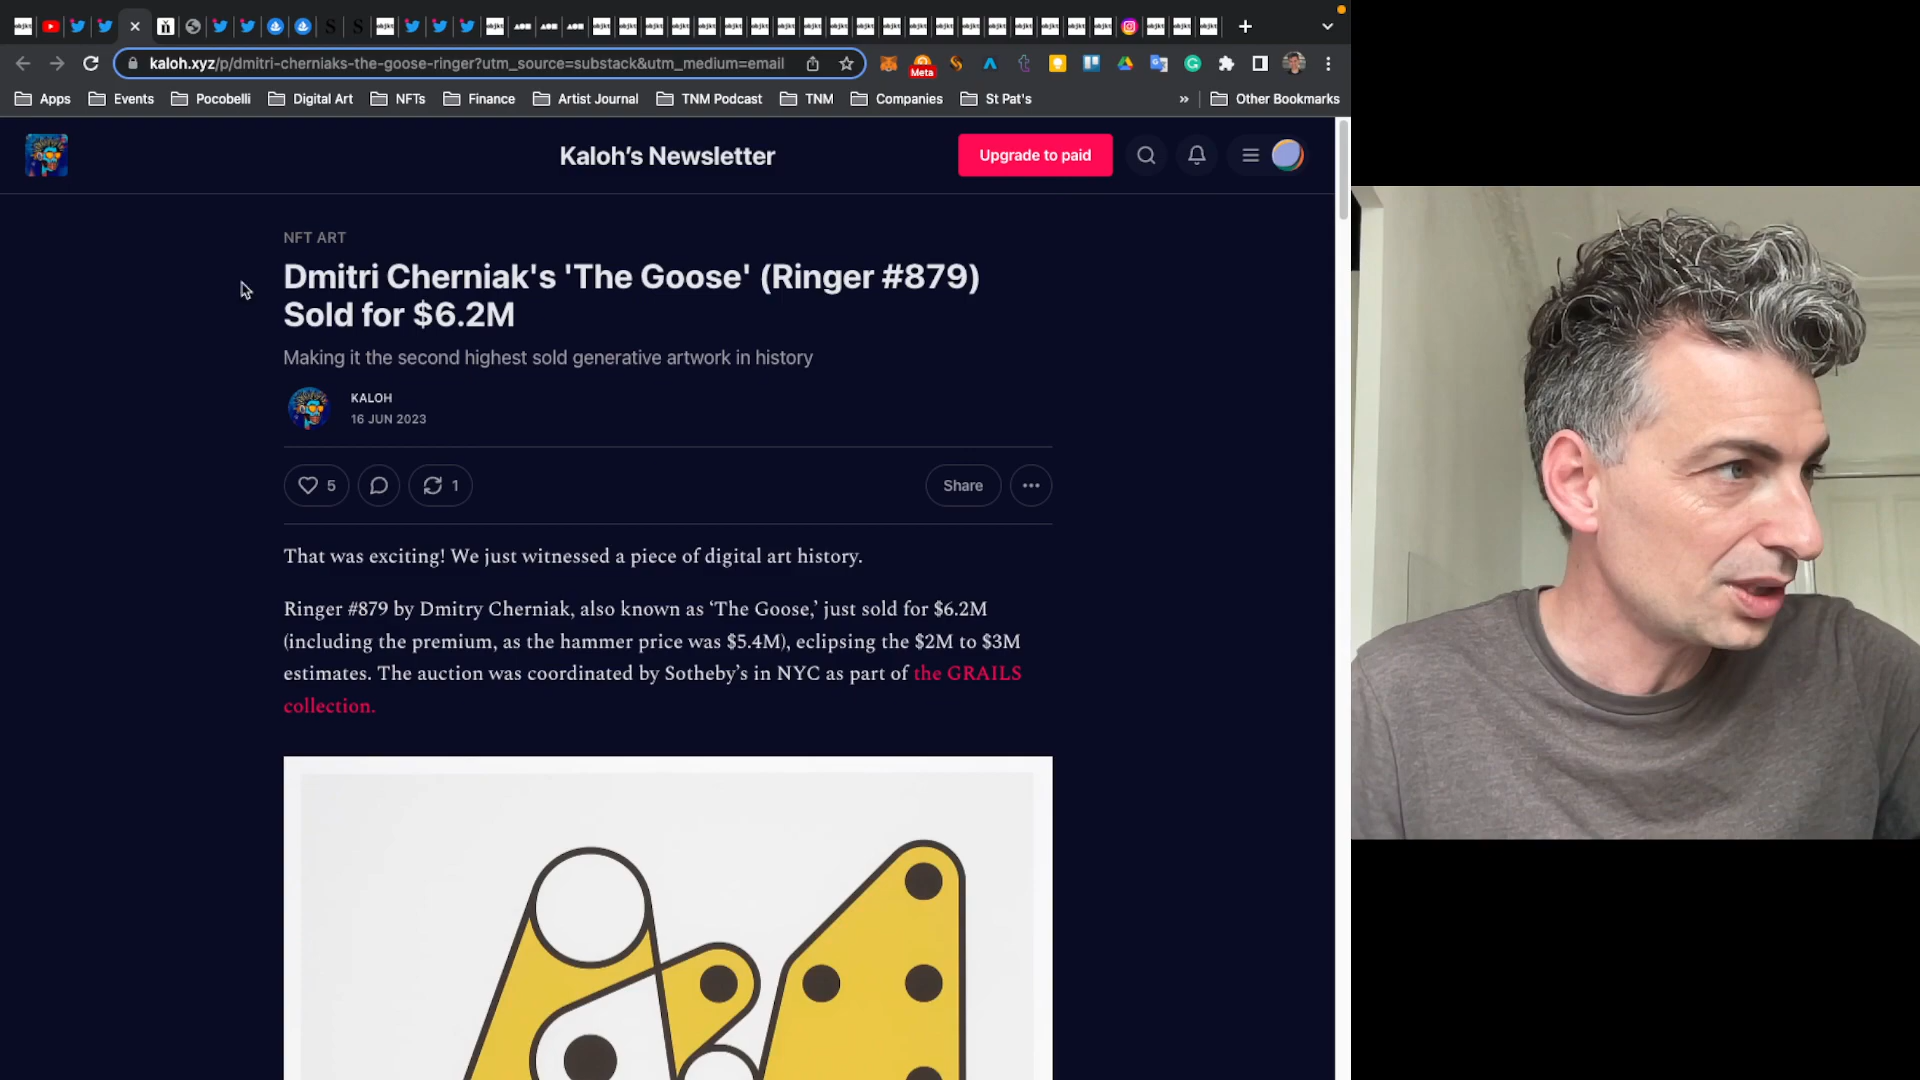 kaloh.xyz/p/dmitri-cherniaks-the-goose-ringer?utm_source=substack&utm_medium=email
Meta
Apps Events Pocobelli Digital Art NFTs Finance Artist Journal TNM Podcast TNM Companies St Pat's » Other Bookmarks
Kaloh's Newsletter
Upgrade to paid
NFT ART
Dmitri Cherniak's 'The Goose' (Ringer #879)
Sold for $6.2M
Making it the second highest sold generative artwork in history
KALOH
16 JUN 2023
5 1 Share
That was exciting! We just witnessed a piece of digital art history.
Ringer #879 by Dmitry Cherniak, also known as ‘The Goose,’ just sold for $6.2M
(including the premium, as the hammer price was $5.4M), eclipsing the $2M to $3M
estimates. The auction was coordinated by Sotheby’s in NYC as part of the GRAILS
collection.